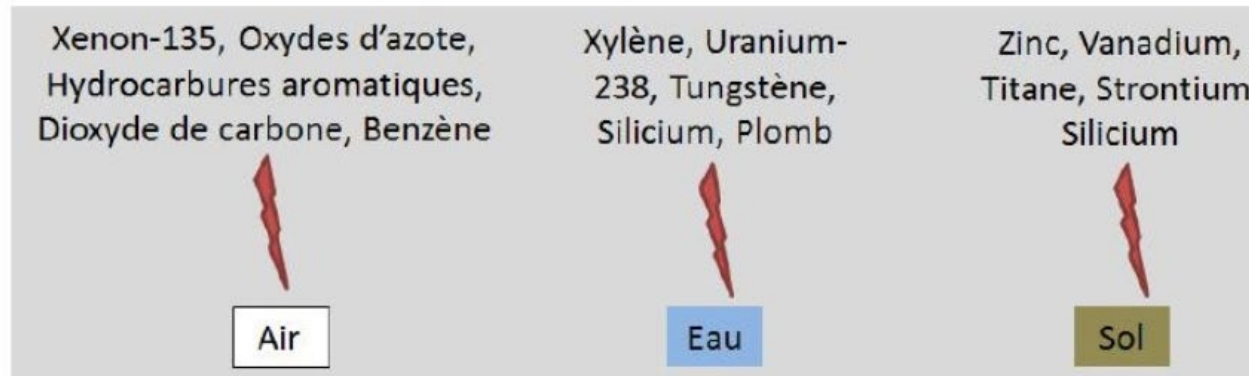 Xenon-135, Oxydes d'azote,
Hydrocarbures aromatiques,
Dioxyde de carbone, Benzène
Xylène, Uranium-
238, Tungstène,
Silicium, Plomb
Zinc, Vanadium,
Titane, Strontium
Silicium
Air
Eau
Sol